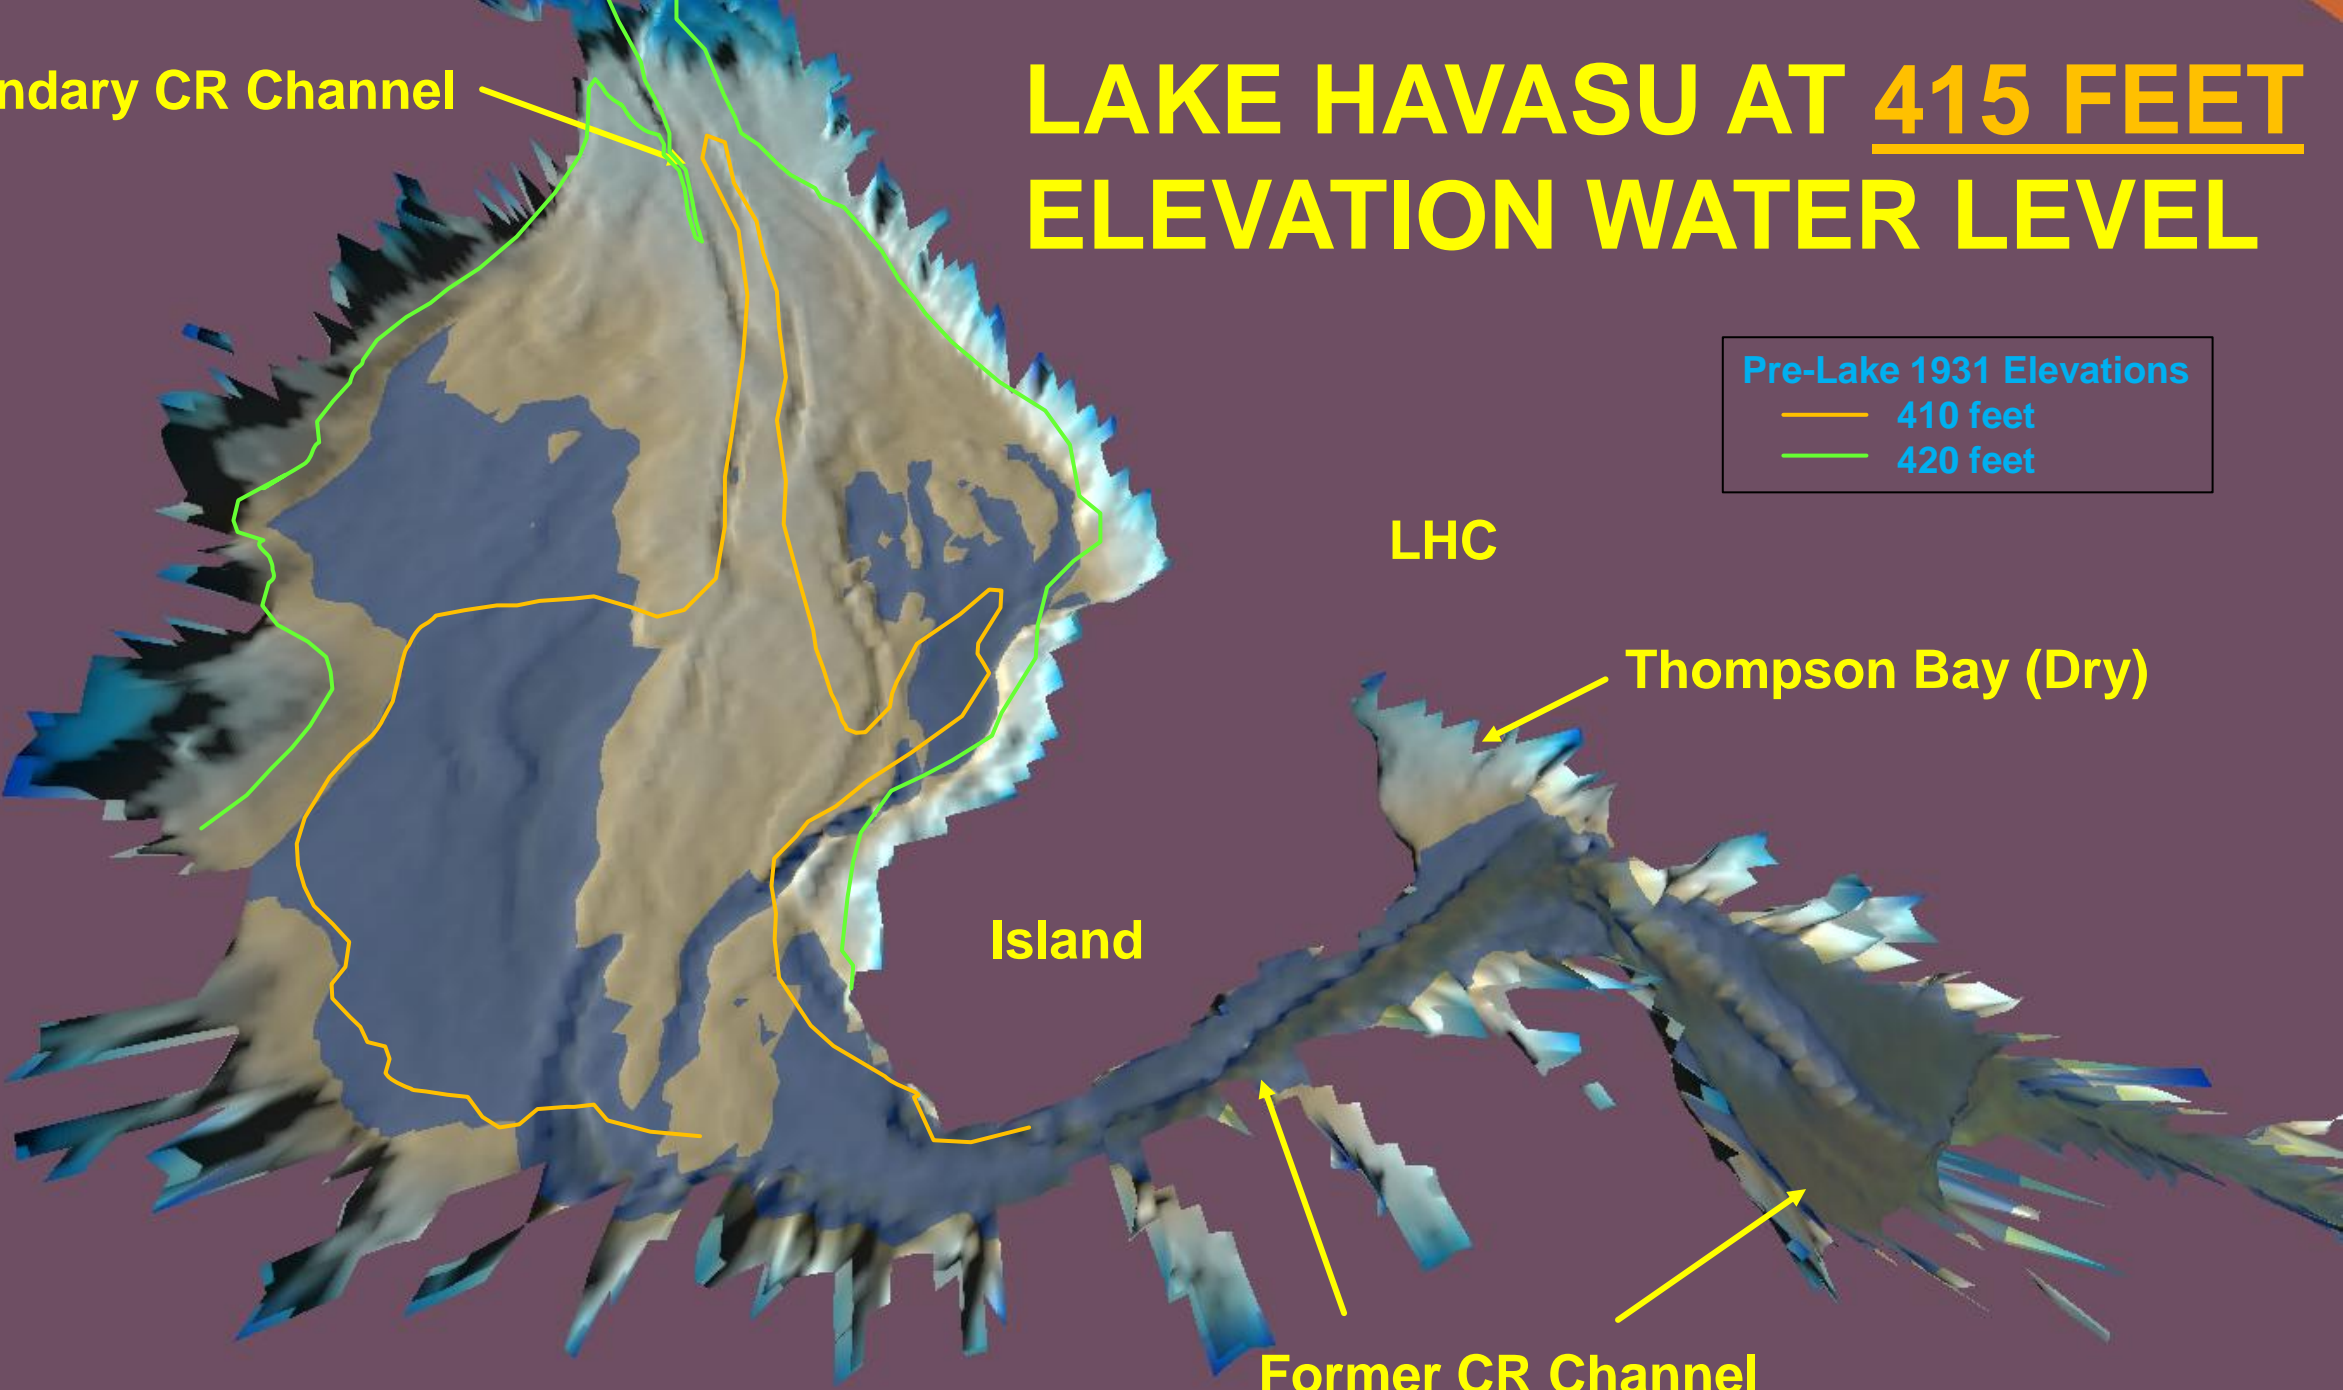 ndary CR Channel
LAKE HAVASU AT 415 FEET
ELEVATION WATER LEVEL
Pre-Lake 1931 Elevations
410 feet
420 feet
LHC
Thompson Bay (Dry)
Island
Former CR Channel